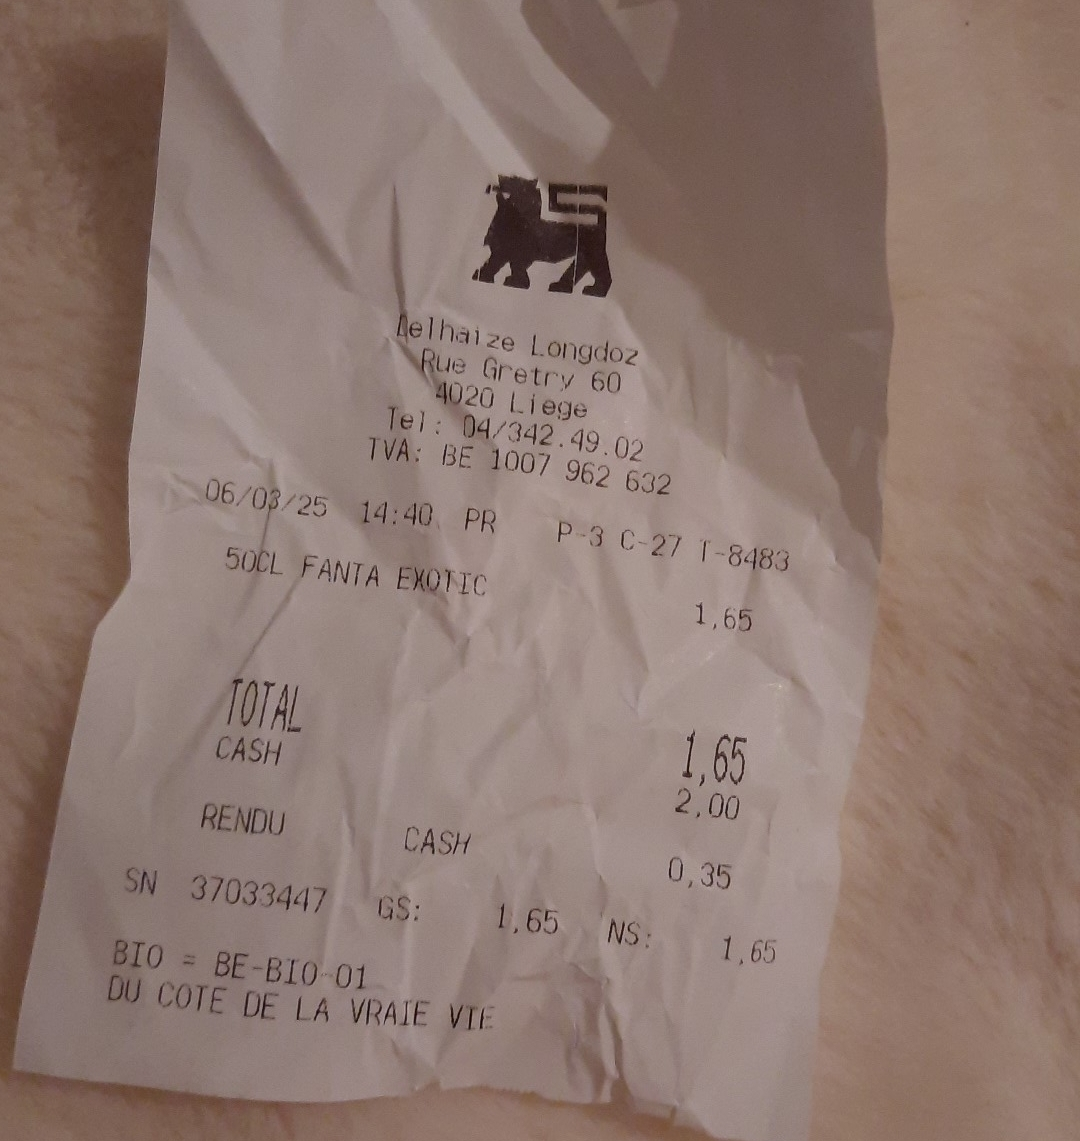 Delhaize Longdoz
Rue Gretry 60
4020 Liege
Tel: 04/342.49.02
TVA: BE 1007 962 632
06/03/25 14:40 PR P-3 C-27 T-8483
50CL FANTA EXOTIC 1,65
TOTAL 1,65
CASH 2,00
RENDU CASH 0,35
SN 37033447 GS: 1,65 NS: 1,65
BIO = BE-BIO-01
DU COTE DE LA VRAIE VIE